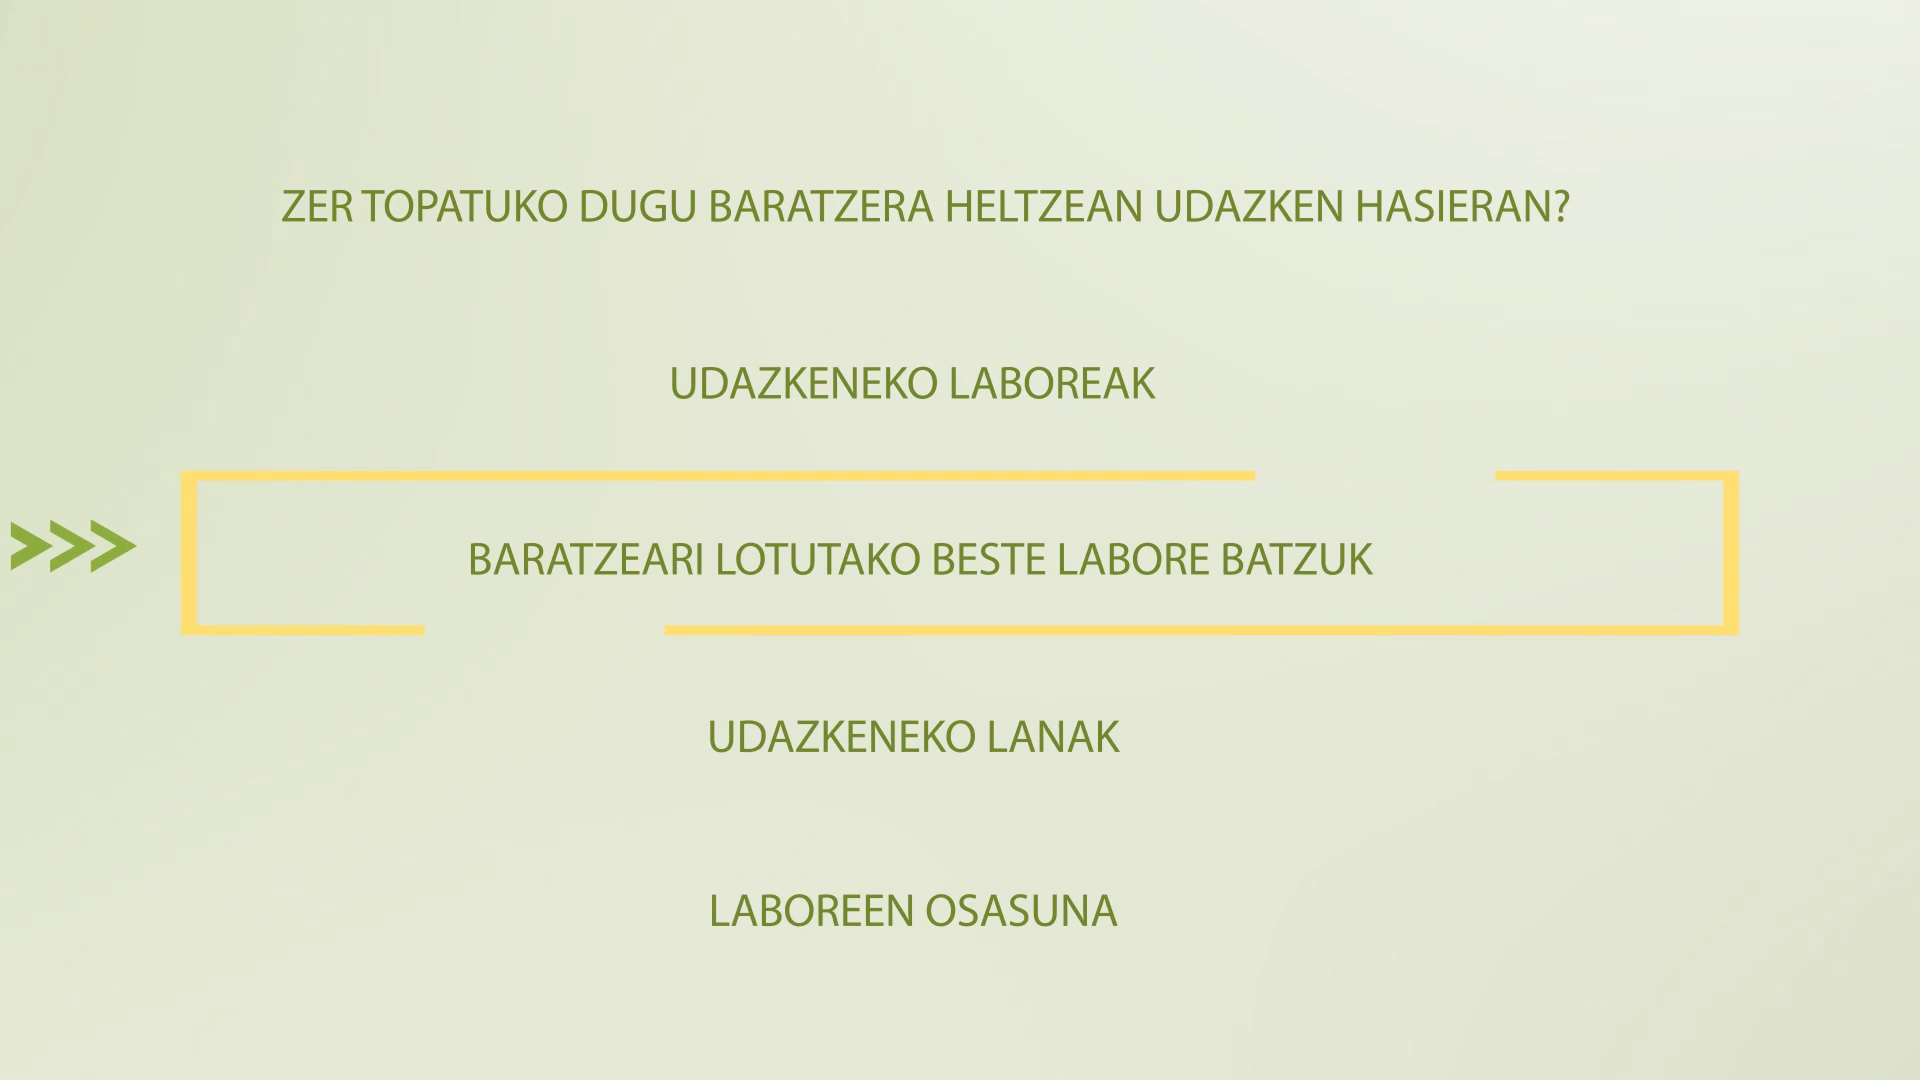 ZER TOPATUKO DUGU BARATZERA HELTZEAN UDAZKEN HASIERAN?
UDAZKENEKO LABOREAK
BARATZEARI LOTUTAKO BESTE LABORE BATZUK
UDAZKENEKO LANAK
LABOREEN OSASUNA